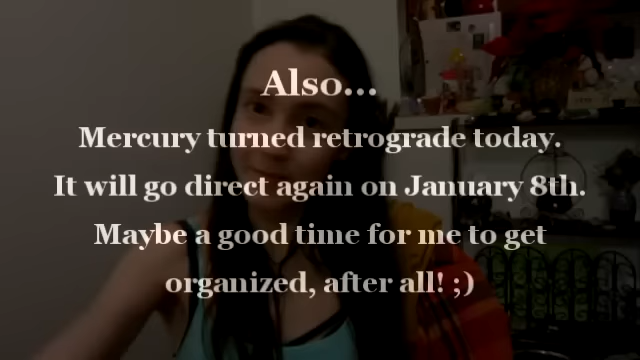 Also...
Mercury turned retrograde today.
It will go direct again on January 8th.
Maybe a good time for me to get
organized, after all! ;)